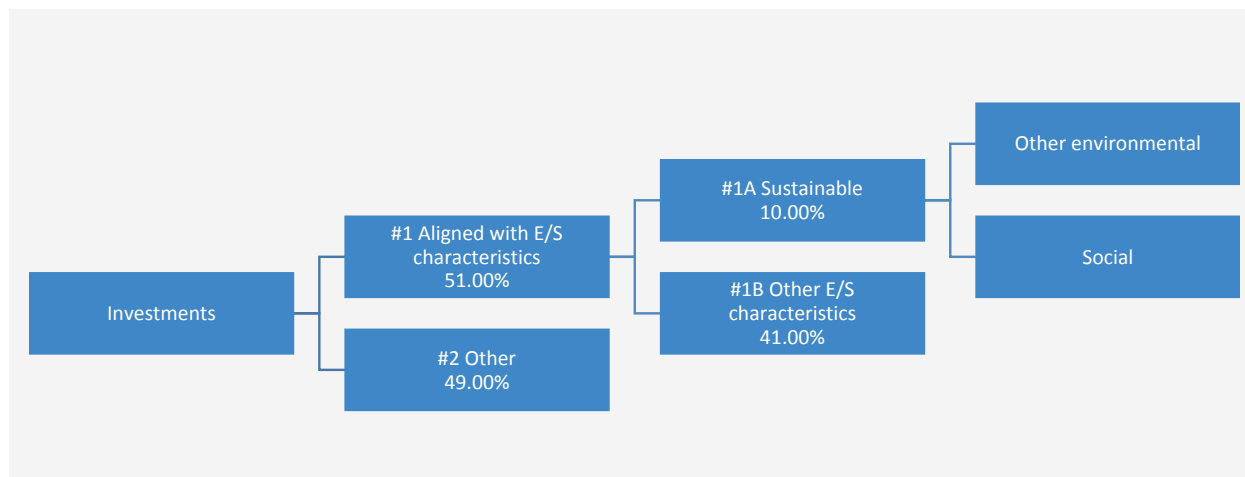 Investments
#1 Aligned with E/S
characteristics
51.00%
#2 Other
49.00%
#1A Sustainable
10.00%
#1B Other E/S
characteristics
41.00%
Other environmental
Social